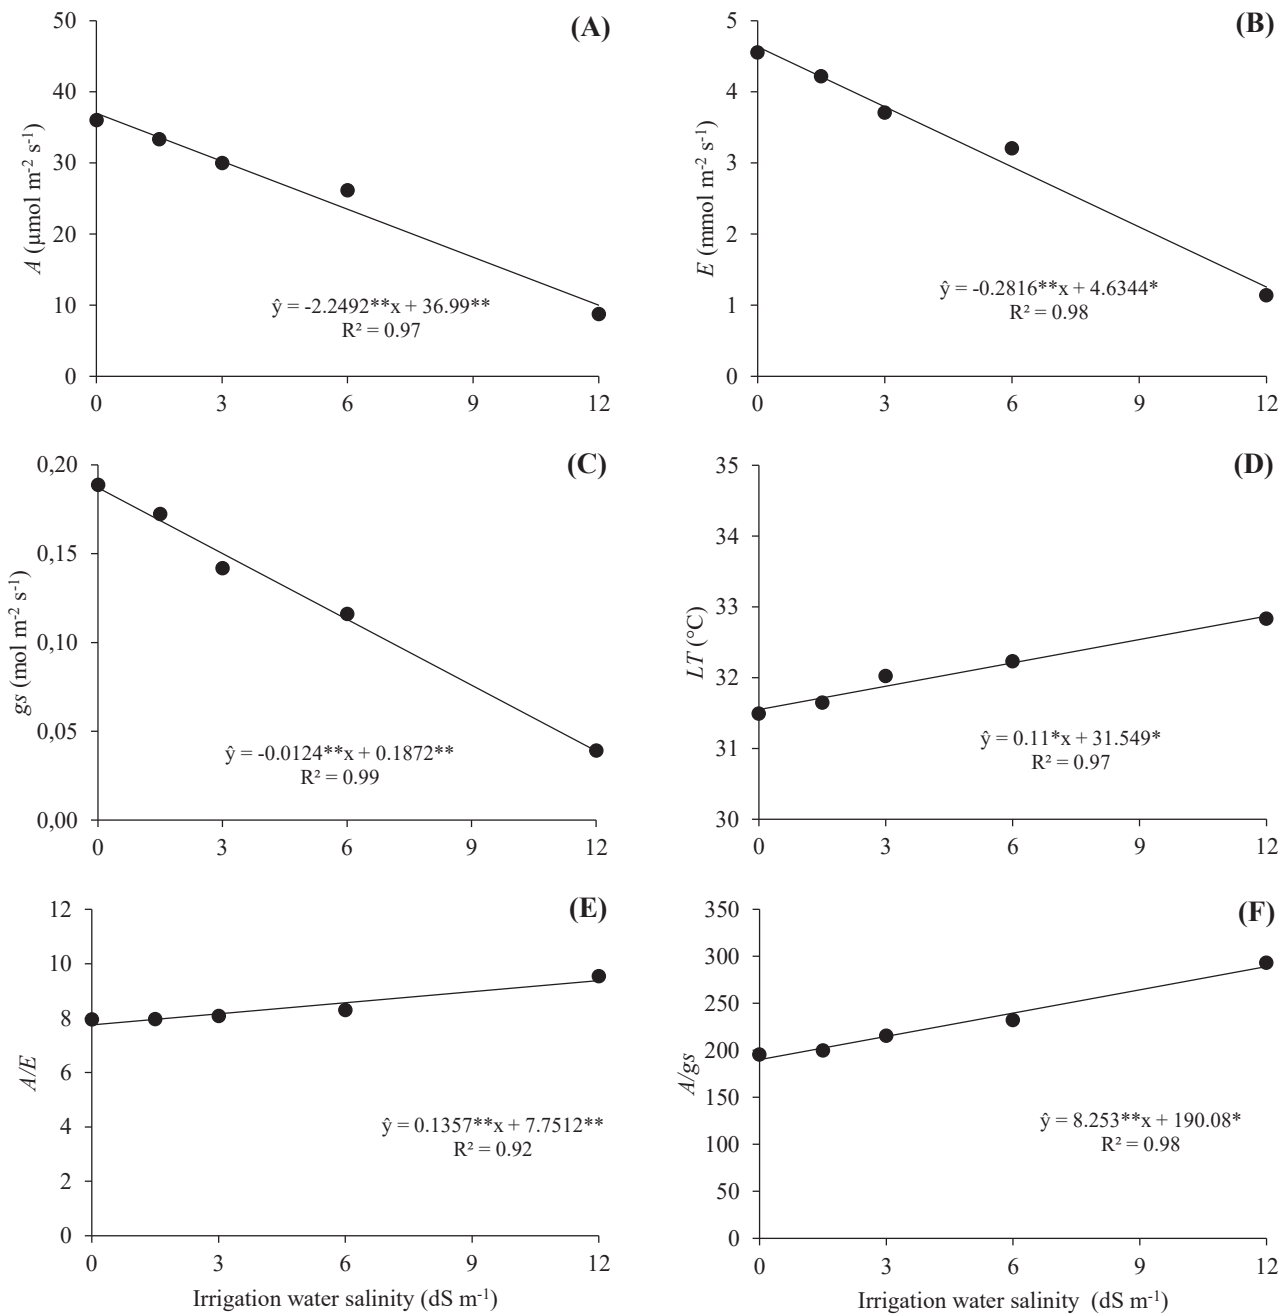 (A)
50
40
30
20
10
0
A (µmol m⁻² s⁻¹)
ŷ = -2.2492**x + 36.99**
R² = 0.97
0 3 6 9 12
(B)
5
4
3
2
1
0
E (mmol m⁻² s⁻¹)
ŷ = -0.2816**x + 4.6344*
R² = 0.98
0 3 6 9 12
(C)
0,20
0,15
0,10
0,05
0,00
gs (mol m⁻² s⁻¹)
ŷ = -0.0124**x + 0.1872**
R² = 0.99
0 3 6 9 12
(D)
35
34
33
32
31
30
LT (°C)
ŷ = 0.11*x + 31.549*
R² = 0.97
0 3 6 9 12
(E)
12
10
8
6
4
2
0
A/E
ŷ = 0.1357**x + 7.7512**
R² = 0.92
0 3 6 9 12
Irrigation water salinity (dS m⁻¹)
(F)
350
300
250
200
150
100
50
0
A/gs
ŷ = 8.253**x + 190.08*
R² = 0.98
0 3 6 9 12
Irrigation water salinity (dS m⁻¹)